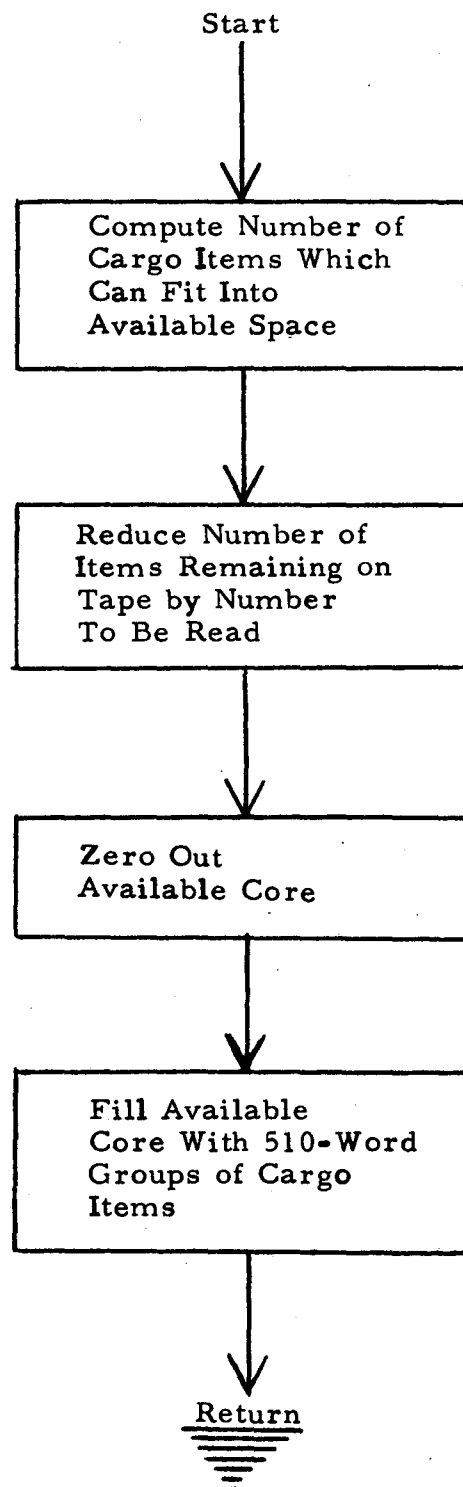 Start
Compute Number of
Cargo Items Which
Can Fit Into
Available Space
Reduce Number of
Items Remaining on
Tape by Number
To Be Read
Zero Out
Available Core
Fill Available
Core With 510-Word
Groups of Cargo
Items
Return